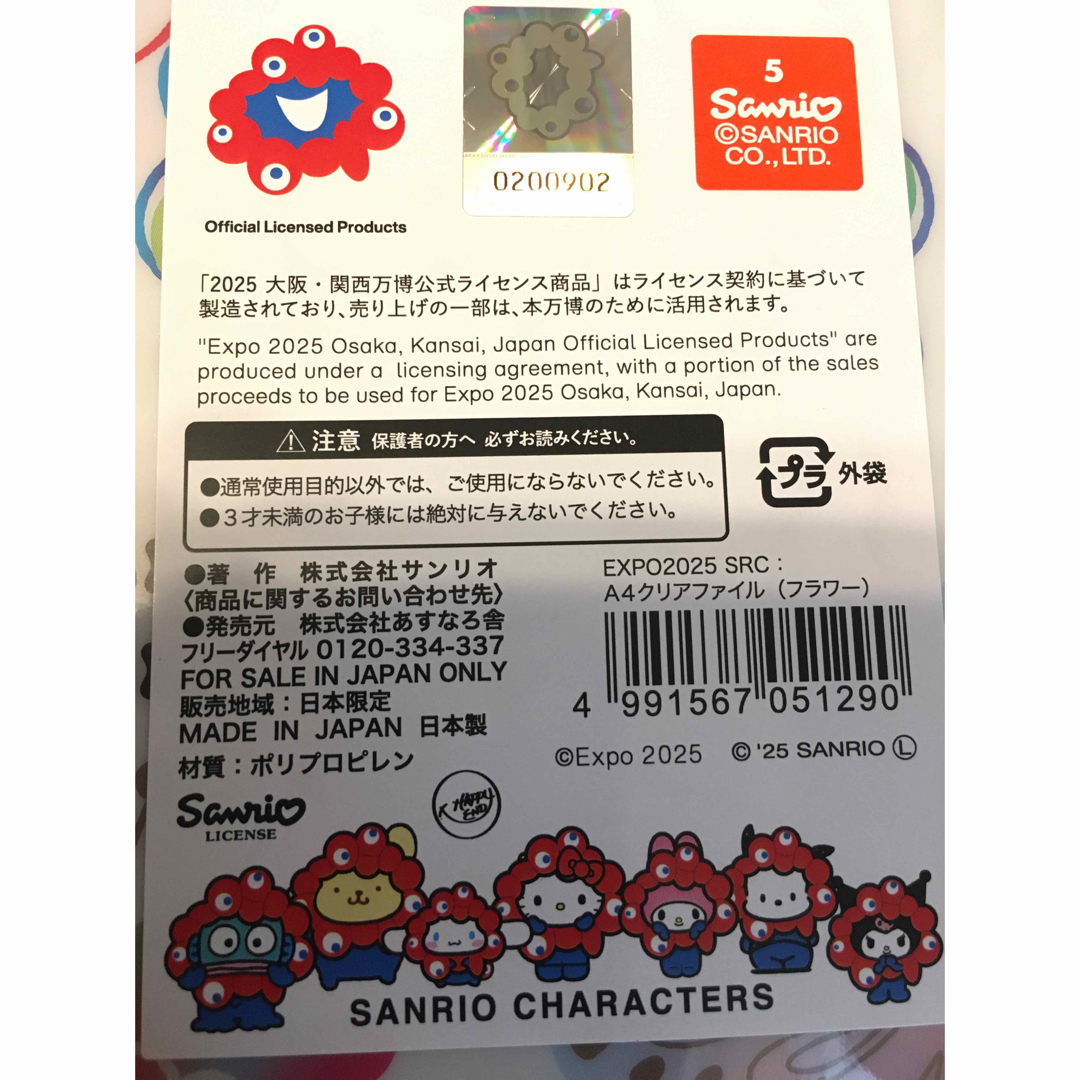 0200902
5
Sanrio
©SANRIO
CO.,LTD.
Official Licensed Products
「2025 大阪・関西万博公式ライセンス商品」はライセンス契約に基づいて
製造されており、売り上げの一部は、本万博のために活用されます。
"Expo 2025 Osaka, Kansai, Japan Official Licensed Products" are
produced under a licensing agreement, with a portion of the sales
proceeds to be used for Expo 2025 Osaka, Kansai, Japan.
注意 保護者の方へ 必ずお読みください。
●通常使用目的以外では、ご使用にならないでください。
●3才未満のお子様には絶対に与えないでください。
プラ 外袋
●著 作 株式会社サンリオ
〈商品に関するお問い合わせ先〉
●発売元 株式会社あすなろ舎
フリーダイヤル 0120-334-337
FOR SALE IN JAPAN ONLY
販売地域：日本限定
MADE IN JAPAN 日本製
材質：ポリプロピレン
EXPO2025 SRC：
A4クリアファイル（フラワー）
4 991567 051290
©Expo 2025 © '25 SANRIO Ⓛ
Sanrio
LICENSE
K HAPPY
END
SANRIO CHARACTERS